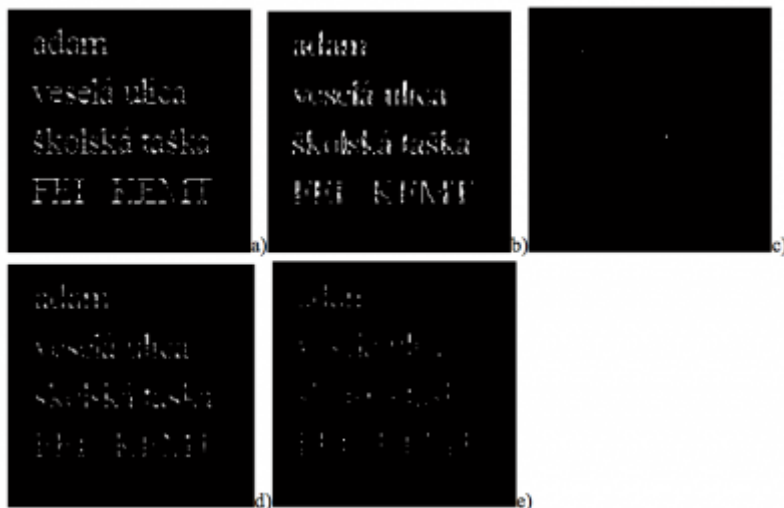 adam
veselá ulica
školská taška
FEI KEMT
a)
adam
veselá ulica
školská taška
FEI KEMT
b)
c)
adam
veselá ulica
školská taška
FEI KEMT
d)
e)